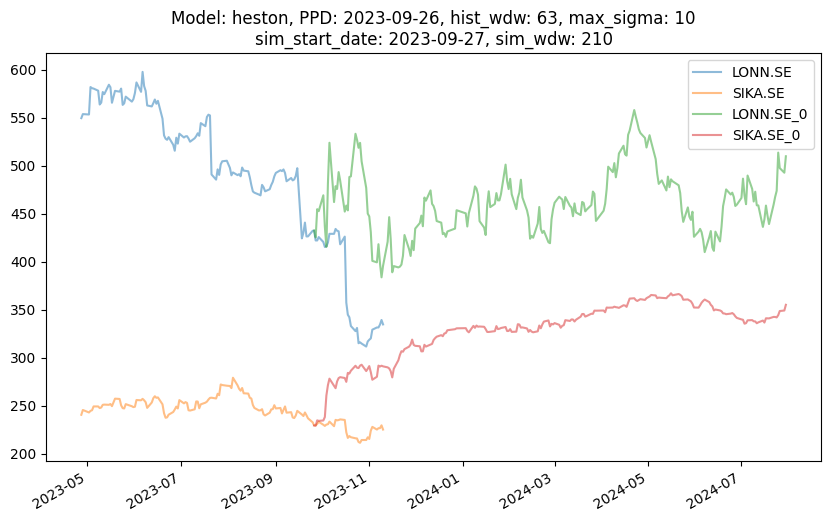 Model: heston, PPD: 2023-09-26, hist_wdw: 63, max_sigma: 10
sim_start_date: 2023-09-27, sim_wdw: 210
LONN.SE
SIKA.SE
LONN.SE_0
SIKA.SE_0
600
550
500
450
400
350
300
250
200
2023-05
2023-07
2023-09
2023-11
2024-01
2024-03
2024-05
2024-07